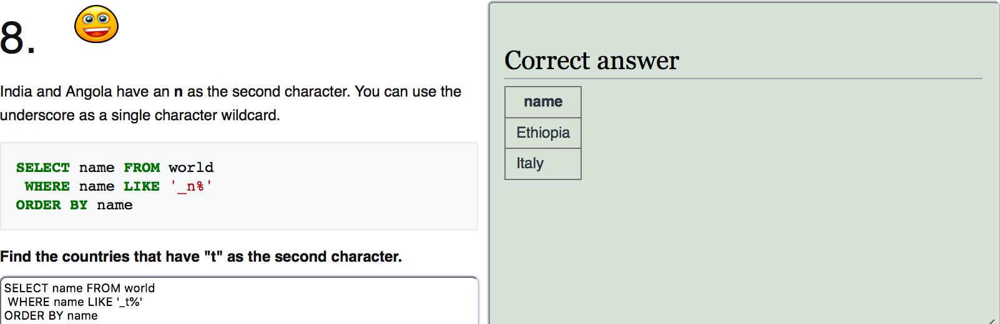 8.
India and Angola have an n as the second character. You can use the
underscore as a single character wildcard.
SELECT name FROM world
WHERE name LIKE '_n%'
ORDER BY name
Find the countries that have "t" as the second character.
SELECT name FROM world
WHERE name LIKE '_t%'
ORDER BY name
Correct answer
name
Ethiopia
Italy